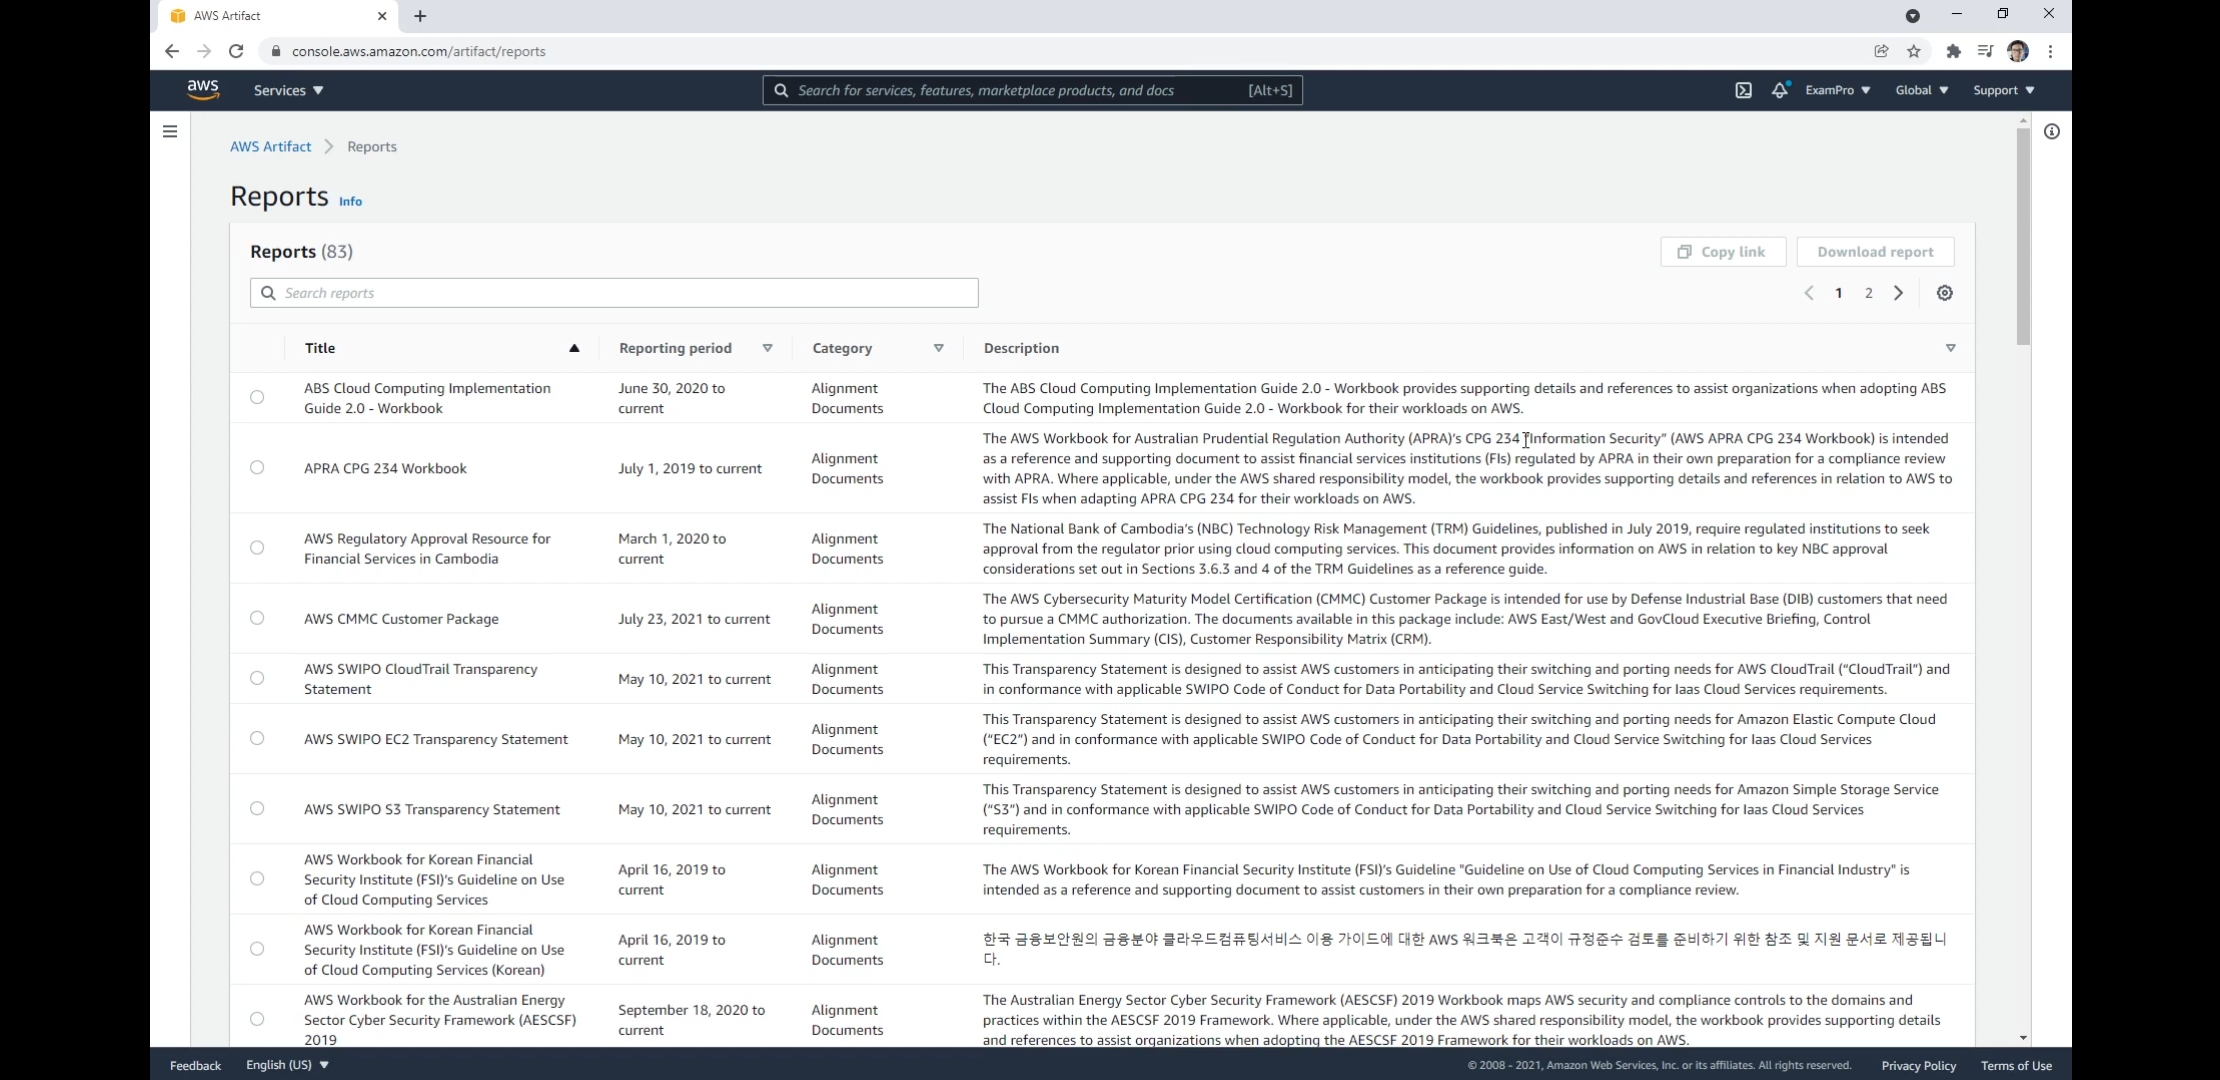 AWS Artifact
console.aws.amazon.com/artifact/reports
aws
Services
Search for services, features, marketplace products, and docs
[Alt+S]
ExamPro
Global
Support
AWS Artifact
Reports
Reports Info
Reports (83)
Copy link
Download report
Search reports
1
2
Title
Reporting period
Category
Description
ABS Cloud Computing Implementation
Guide 2.0 - Workbook
June 30, 2020 to
current
Alignment
Documents
The ABS Cloud Computing Implementation Guide 2.0 - Workbook provides supporting details and references to assist organizations when adopting ABS
Cloud Computing Implementation Guide 2.0 - Workbook for their workloads on AWS.
APRA CPG 234 Workbook
July 1, 2019 to current
Alignment
Documents
The AWS Workbook for Australian Prudential Regulation Authority (APRA)'s CPG 234 "Information Security" (AWS APRA CPG 234 Workbook) is intended
as a reference and supporting document to assist financial services institutions (FIs) regulated by APRA in their own preparation for a compliance review
with APRA. Where applicable, under the AWS shared responsibility model, the workbook provides supporting details and references in relation to AWS to
assist FIs when adapting APRA CPG 234 for their workloads on AWS.
AWS Regulatory Approval Resource for
Financial Services in Cambodia
March 1, 2020 to
current
Alignment
Documents
The National Bank of Cambodia's (NBC) Technology Risk Management (TRM) Guidelines, published in July 2019, require regulated institutions to seek
approval from the regulator prior using cloud computing services. This document provides information on AWS in relation to key NBC approval
considerations set out in Sections 3.6.3 and 4 of the TRM Guidelines as a reference guide.
AWS CMMC Customer Package
July 23, 2021 to current
Alignment
Documents
The AWS Cybersecurity Maturity Model Certification (CMMC) Customer Package is intended for use by Defense Industrial Base (DIB) customers that need
to pursue a CMMC authorization. The documents available in this package include: AWS East/West and GovCloud Executive Briefing, Control
Implementation Summary (CIS), Customer Responsibility Matrix (CRM).
AWS SWIPO CloudTrail Transparency
Statement
May 10, 2021 to current
Alignment
Documents
This Transparency Statement is designed to assist AWS customers in anticipating their switching and porting needs for AWS CloudTrail ("CloudTrail") and
in conformance with applicable SWIPO Code of Conduct for Data Portability and Cloud Service Switching for Iaas Cloud Services requirements.
AWS SWIPO EC2 Transparency Statement
May 10, 2021 to current
Alignment
Documents
This Transparency Statement is designed to assist AWS customers in anticipating their switching and porting needs for Amazon Elastic Compute Cloud
("EC2") and in conformance with applicable SWIPO Code of Conduct for Data Portability and Cloud Service Switching for Iaas Cloud Services
requirements.
AWS SWIPO S3 Transparency Statement
May 10, 2021 to current
Alignment
Documents
This Transparency Statement is designed to assist AWS customers in anticipating their switching and porting needs for Amazon Simple Storage Service
("S3") and in conformance with applicable SWIPO Code of Conduct for Data Portability and Cloud Service Switching for Iaas Cloud Services
requirements.
AWS Workbook for Korean Financial
Security Institute (FSI)'s Guideline on Use
of Cloud Computing Services
April 16, 2019 to
current
Alignment
Documents
The AWS Workbook for Korean Financial Security Institute (FSI)'s Guideline "Guideline on Use of Cloud Computing Services in Financial Industry" is
intended as a reference and supporting document to assist customers in their own preparation for a compliance review.
AWS Workbook for Korean Financial
Security Institute (FSI)'s Guideline on Use
of Cloud Computing Services (Korean)
April 16, 2019 to
current
Alignment
Documents
한국 금융보안원의 금융분야 클라우드컴퓨팅서비스 이용 가이드에 대한 AWS 워크북은 고객이 규정준수 검토를 준비하기 위한 참조 및 지원 문서로 제공됩니
다.
AWS Workbook for the Australian Energy
Sector Cyber Security Framework (AESCSF)
2019
September 18, 2020 to
current
Alignment
Documents
The Australian Energy Sector Cyber Security Framework (AESCSF) 2019 Workbook maps AWS security and compliance controls to the domains and
practices within the AESCSF 2019 Framework. Where applicable, under the AWS shared responsibility model, the workbook provides supporting details
and references to assist organizations when adopting the AESCSF 2019 Framework for their workloads on AWS.
Feedback
English (US)
© 2008 - 2021, Amazon Web Services, Inc. or its affiliates. All rights reserved.
Privacy Policy
Terms of Use